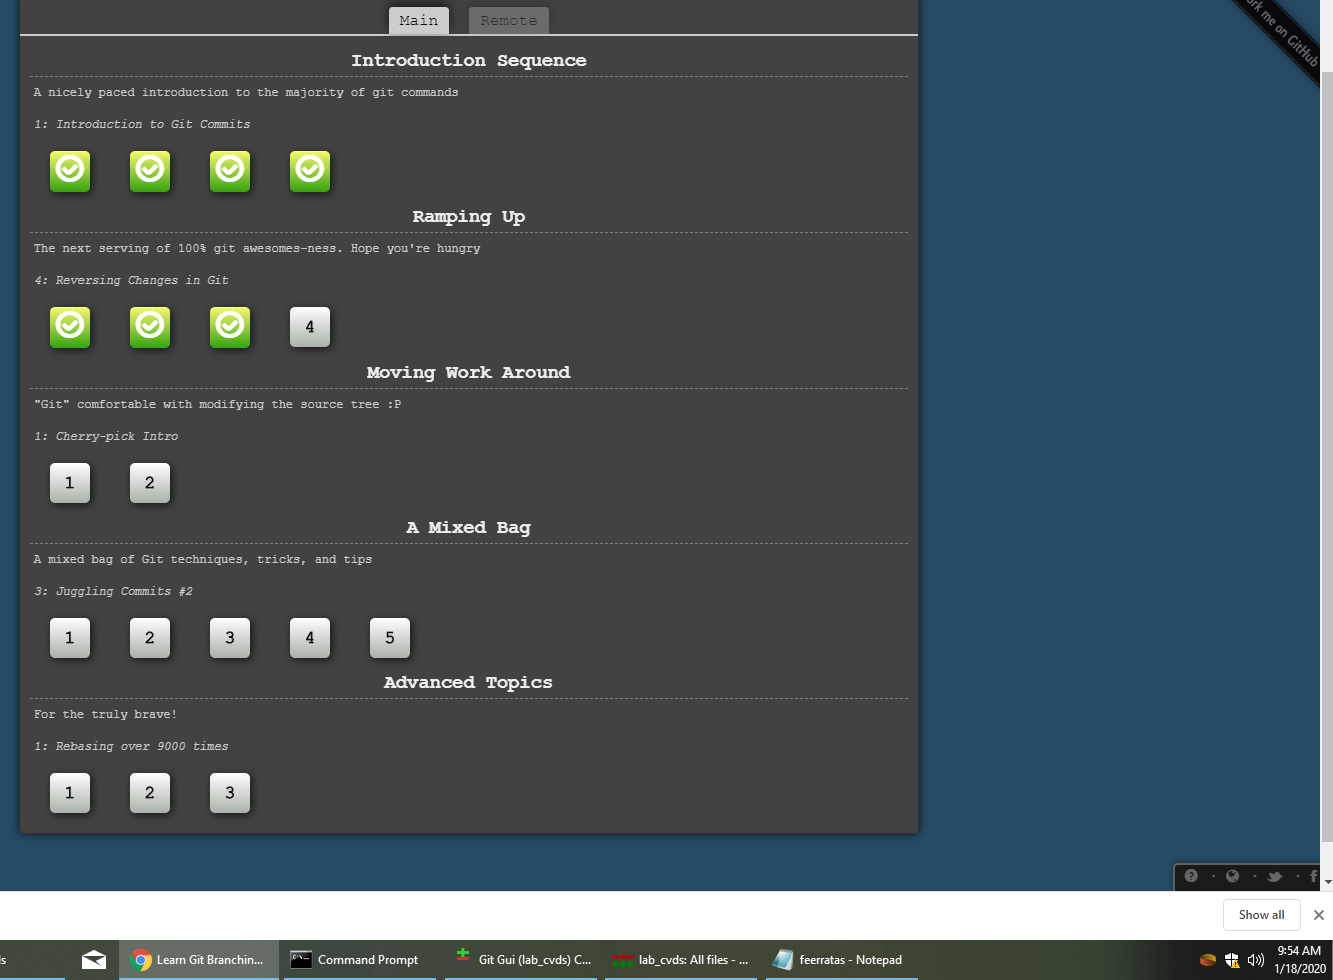 Main Remote
ork me on GitHub
Introduction Sequence
A nicely paced introduction to the majority of git commands
1: Introduction to Git Commits
Ramping Up
The next serving of 100% git awesomes-ness. Hope you're hungry
4: Reversing Changes in Git
4
Moving Work Around
"Git" comfortable with modifying the source tree :P
1: Cherry-pick Intro
1 2
A Mixed Bag
A mixed bag of Git techniques, tricks, and tips
3: Juggling Commits #2
1 2 3 4 5
Advanced Topics
For the truly brave!
1: Rebasing over 9000 times
1 2 3
Show all
s Learn Git Branchin... Command Prompt Git Gui (lab_cvds) C... lab_cvds: All files - ... feerratas - Notepad 9:54 AM
1/18/2020